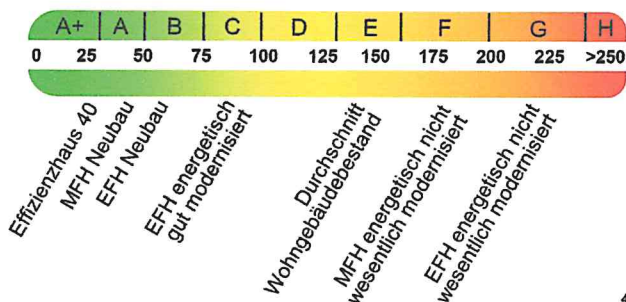 A+ A B C D E F G H
0 25 50 75 100 125 150 175 200 225 >250
Effizienzhaus 40
MFH Neubau
EFH Neubau
EFH energetisch
gut modernisiert
Durchschnitt
Wohngebäudebestand
MFH energetisch nicht
wesentlich modernisiert
EFH energetisch nicht
wesentlich modernisiert